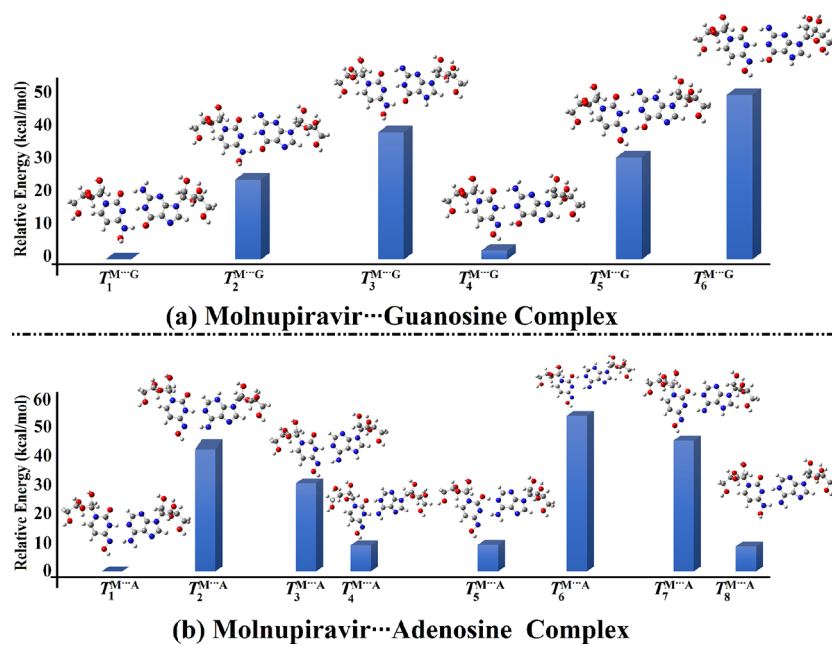 Relative Energy (kcal/mol)
50
40
30
20
10
0
T₁ᴹ···ᴳ T₂ᴹ···ᴳ T₃ᴹ···ᴳ T₄ᴹ···ᴳ T₅ᴹ···ᴳ T₆ᴹ···ᴳ
(a) Molnupiravir···Guanosine Complex
Relative Energy (kcal/mol)
60
50
40
30
20
10
0
T₁ᴹ···ᴬ T₂ᴹ···ᴬ T₃ᴹ···ᴬ T₄ᴹ···ᴬ T₅ᴹ···ᴬ T₆ᴹ···ᴬ T₇ᴹ···ᴬ T₈ᴹ···ᴬ
(b) Molnupiravir···Adenosine Complex